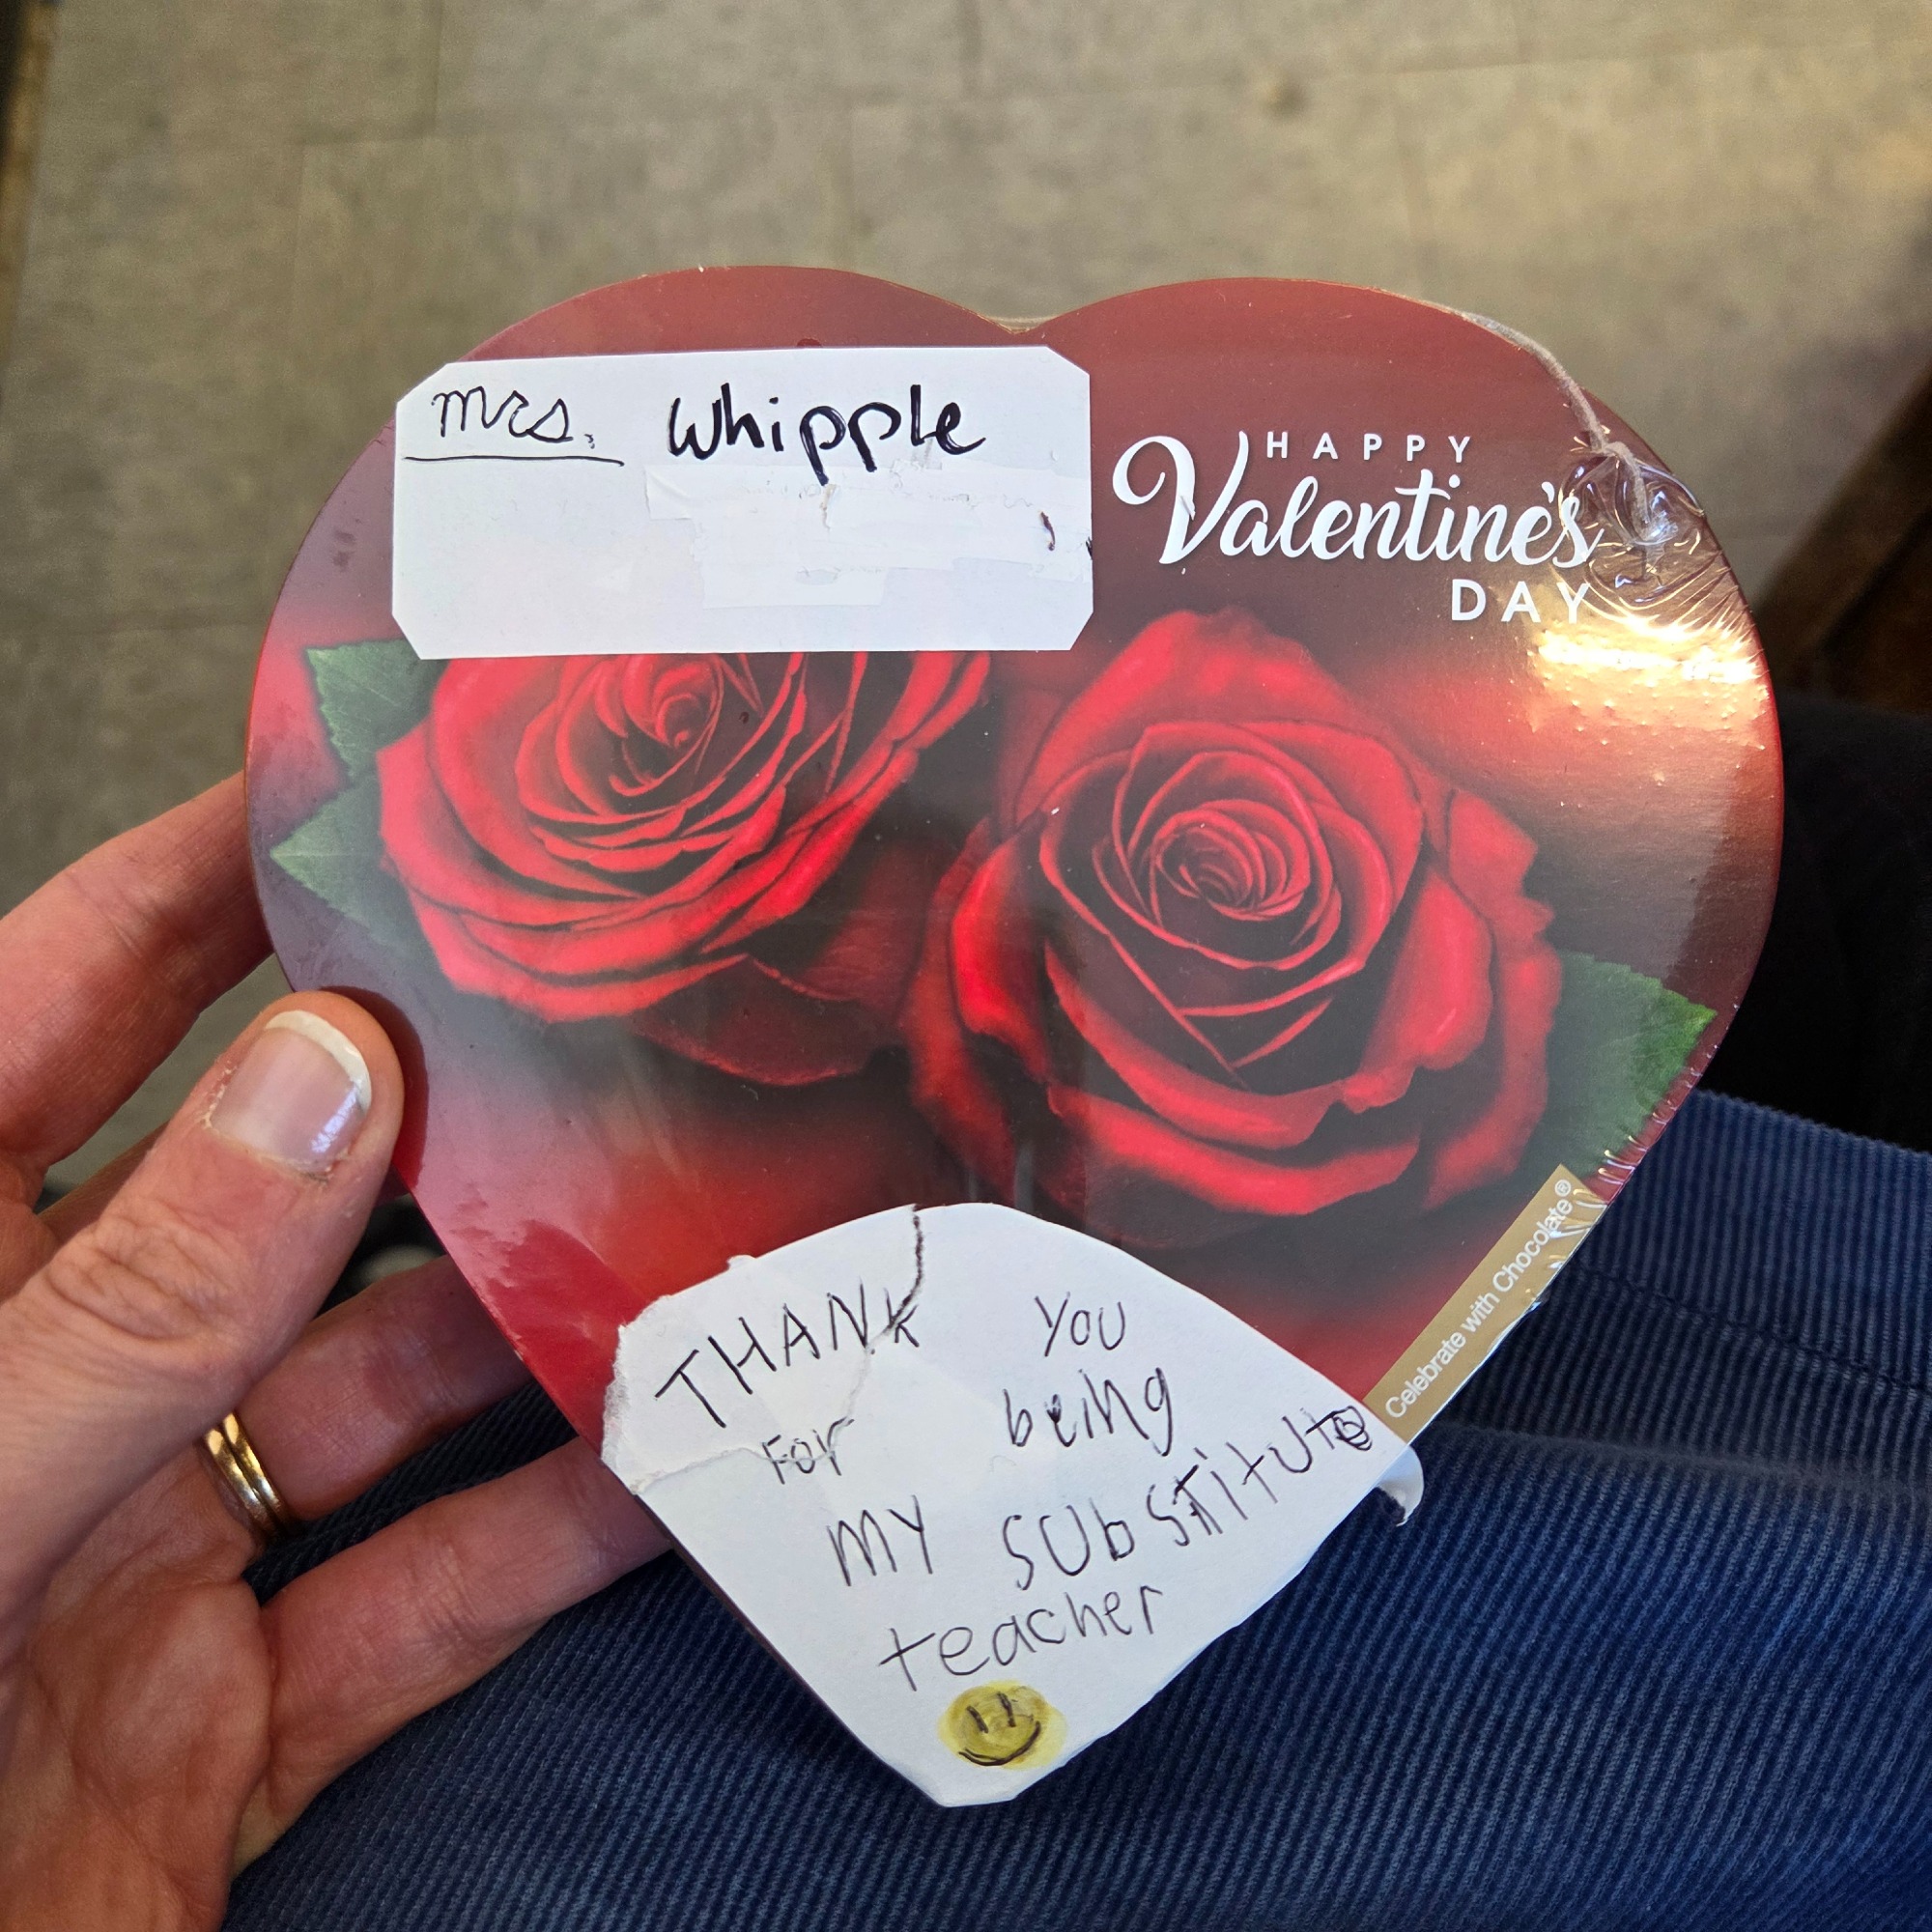 Mrs. Whipple
HAPPY
Valentine's
DAY
Celebrate with Chocolate®
THANK YOU
FOR being
MY SUbSTITUte
teacher